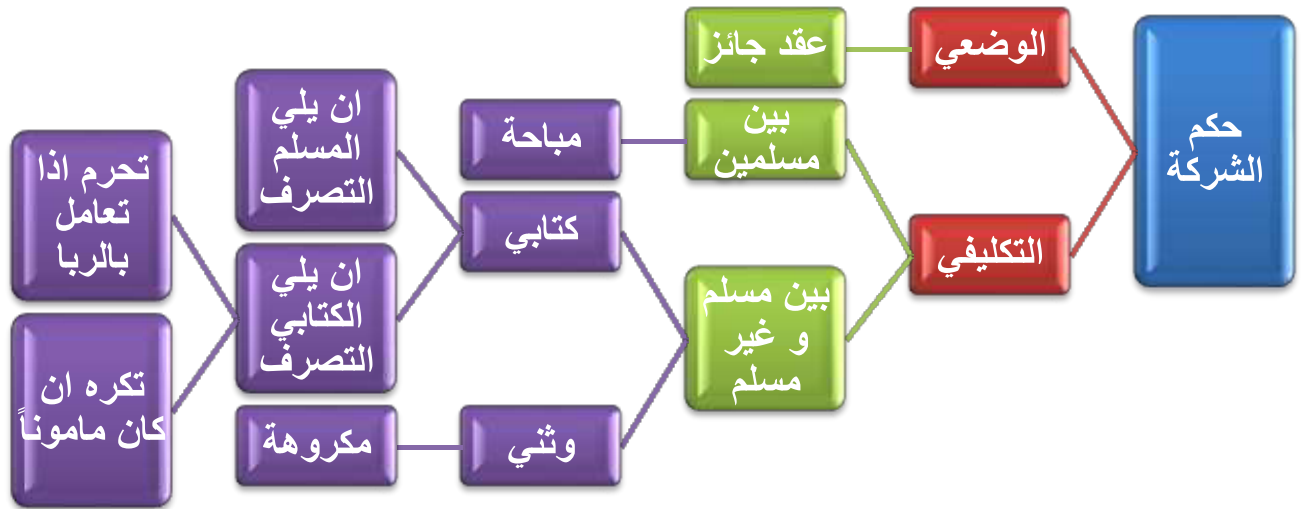 حكم
الشركة
الوضعي
عقد جائز
التكليفي
بين
مسلمين
مباحة
بين مسلم
و غير
مسلم
كتابي
ان يلي
المسلم
التصرف
ان يلي
الكتابي
التصرف
تحرم اذا
تعامل
بالربا
تكره ان
كان ماموناً
وثني
مكروهة